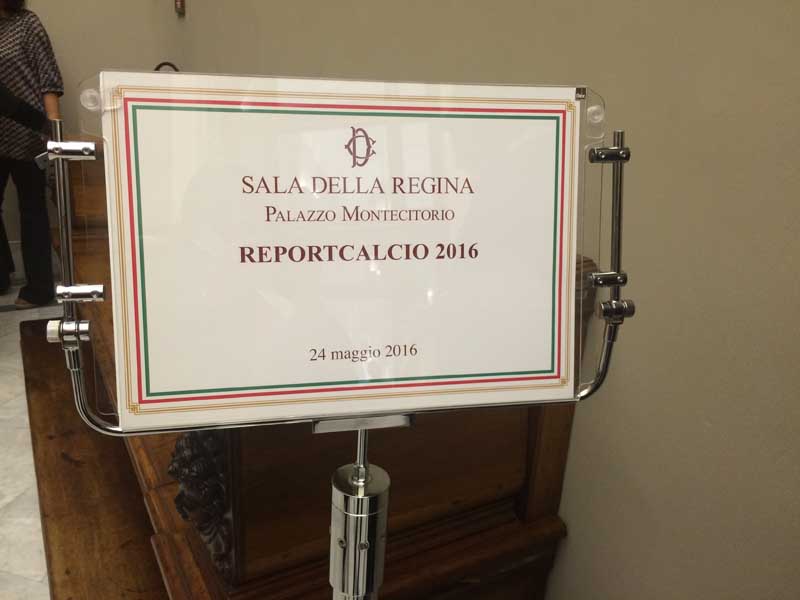 SALA DELLA REGINA
PALAZZO MONTECITORIO
REPORTCALCIO 2016
24 maggio 2016